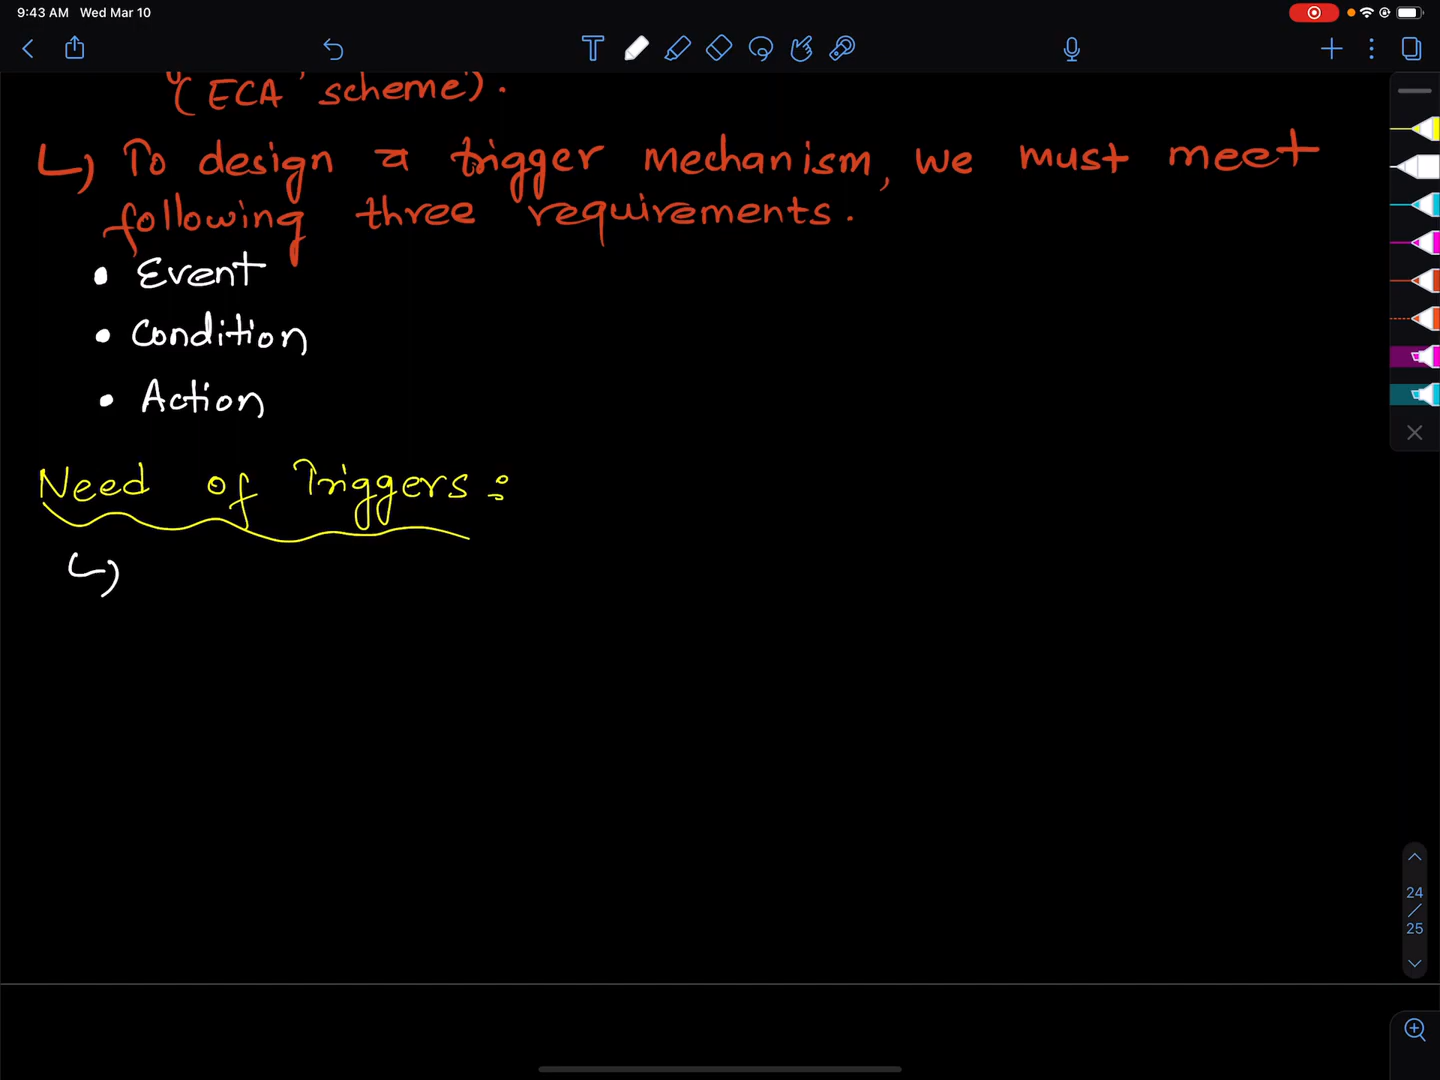 9:43 AM Wed Mar 10
(ECA' scheme).
↳ To design a trigger mechanism, we must meet
following three requirements.
• Event
• Condition
• Action
Need of Triggers:
↳
24
/
25